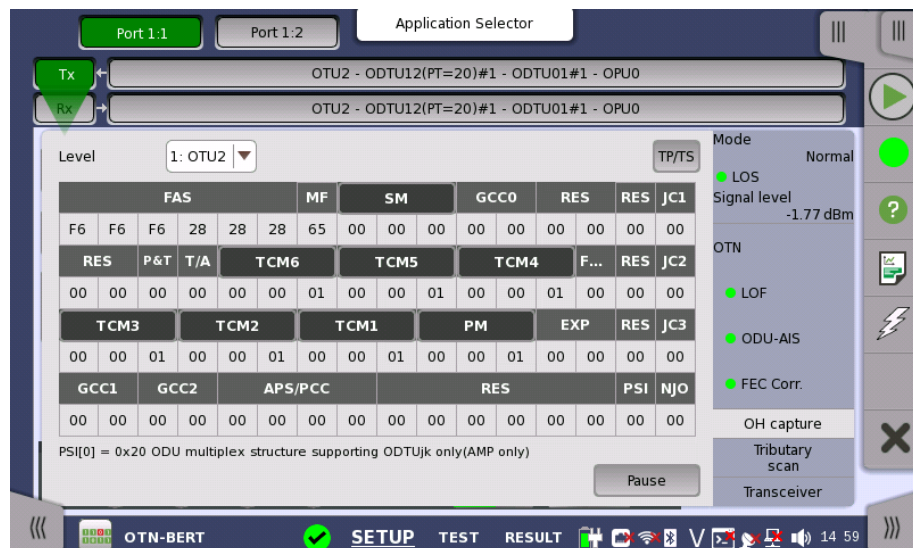 Application Selector
Port 1:1 Port 1:2
Tx OTU2 - ODTU12(PT=20)#1 - ODTU01#1 - OPU0
Rx OTU2 - ODTU12(PT=20)#1 - ODTU01#1 - OPU0
Level 1: OTU2 TP/TS
FAS MF SM GCC0 RES RES JC1
F6 F6 F6 28 28 28 65 00 00 00 00 00 00 00 00 00
RES P&T T/A TCM6 TCM5 TCM4 F... RES JC2
00 00 00 00 00 00 01 00 00 01 00 00 01 00 00 00
TCM3 TCM2 TCM1 PM EXP RES JC3
00 00 01 00 00 01 00 00 01 00 00 01 00 00 00 00
GCC1 GCC2 APS/PCC RES PSI NJO
00 00 00 00 00 00 00 00 00 00 00 00 00 00 00 00
PSI[0] = 0x20 ODU multiplex structure supporting ODTUjk only(AMP only)
Pause
Mode
Normal
LOS
Signal level
-1.77 dBm
OTN
LOF
ODU-AIS
FEC Corr.
OH capture
Tributary
scan
Transceiver
OTN-BERT SETUP TEST RESULT 14 59